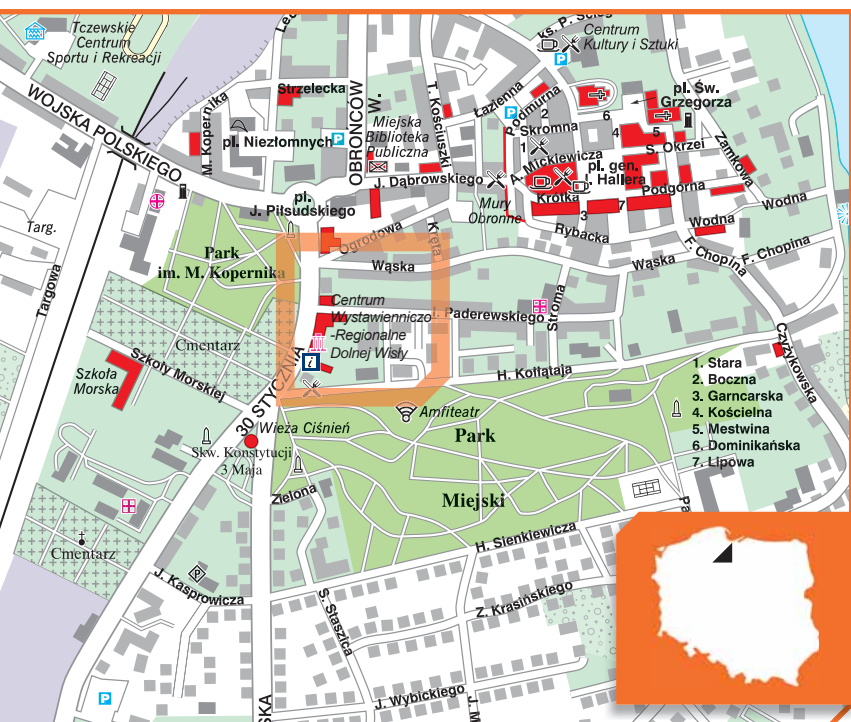 Tczewskie
Centrum
Sportu i Rekreacji
WOJSKA POLSKIEGO
M. Kopernika
Strzelecka
pl. Niezłomnych
P
OBROŃCÓW
W.
Miejska
Biblioteka
Publiczna
T. Kościuszki
J. Dąbrowskiego
Łazienna
Podmurna
P
P
Centrum
Kultury i Sztuki
2
Skromna
1
A. Mickiewicza
6
4
5
pl. Św.
Grzegorza
S. Okrzei
Zamkowa
pl. gen.
J. Hallera
Krótka
3
7
Podgorna
Rybacka
Wodna
Wodna
F. Chopina
F. Chopina
Mury
Obronne
pl.
J. Piłsudskiego
Ogrodowa
Kręta
Wąska
Wąska
Park
im. M. Kopernika
Targ.
Targowa
Cmentarz
Centrum
Wystawienniczo
-Regionalne
Dolnej Wisły
I. Paderewskiego
Stroma
Czyżykowska
Szkoła
Morska
Szkoły Morskiej
30 STYCZNIA
i
H. Kołłątaja
Amfiteatr
Wieża Ciśnień
Skw. Konstytucji
3 Maja
Park
Miejski
1. Stara
2. Boczna
3. Garncarska
4. Kościelna
5. Mestwina
6. Dominikańska
7. Lipowa
Zielona
H. Sienkiewicza
Cmentarz
J. Kasprowicza
S. Staszica
Z. Krasińskiego
J. Wybickiego
P